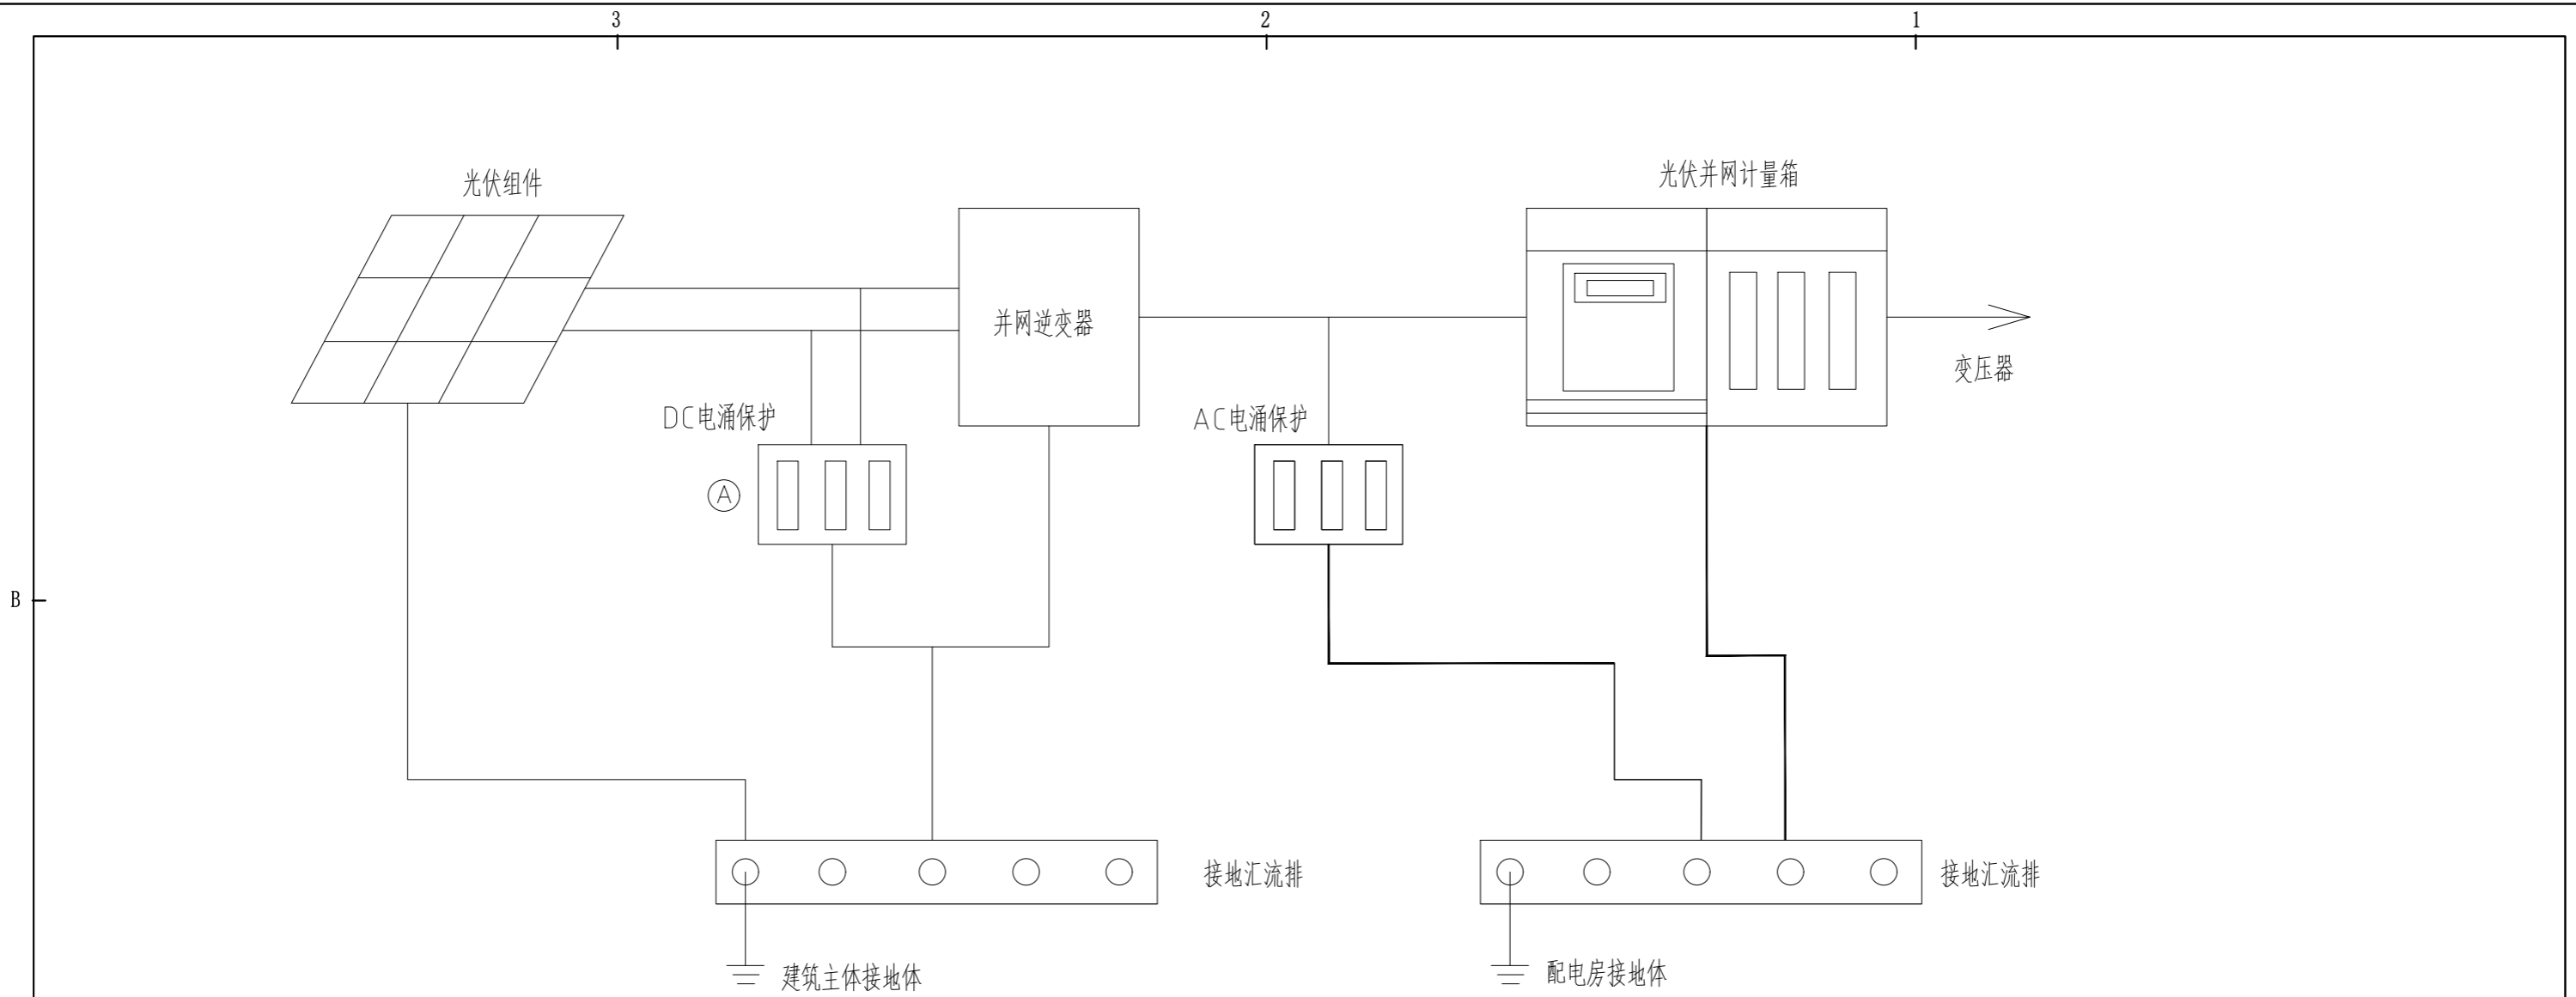 3
2
1
光伏组件
光伏并网计量箱
并网逆变器
变压器
DC电涌保护
AC电涌保护
A
B
接地汇流排
接地汇流排
建筑主体接地体
配电房接地体